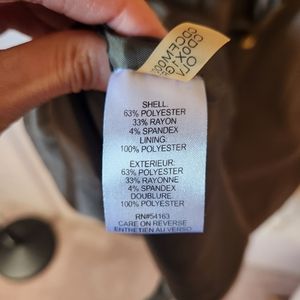 SHELL:
63% POLYESTER
33% RAYON
4% SPANDEX
LINING:
100% POLYESTER
EXTERIEUR:
63% POLYESTER
33% RAYONNE
4% SPANDEX
DOUBLURE:
100% POLYESTER
RN#54163
CARE ON REVERSE
ENTRETIEN AU VERSO